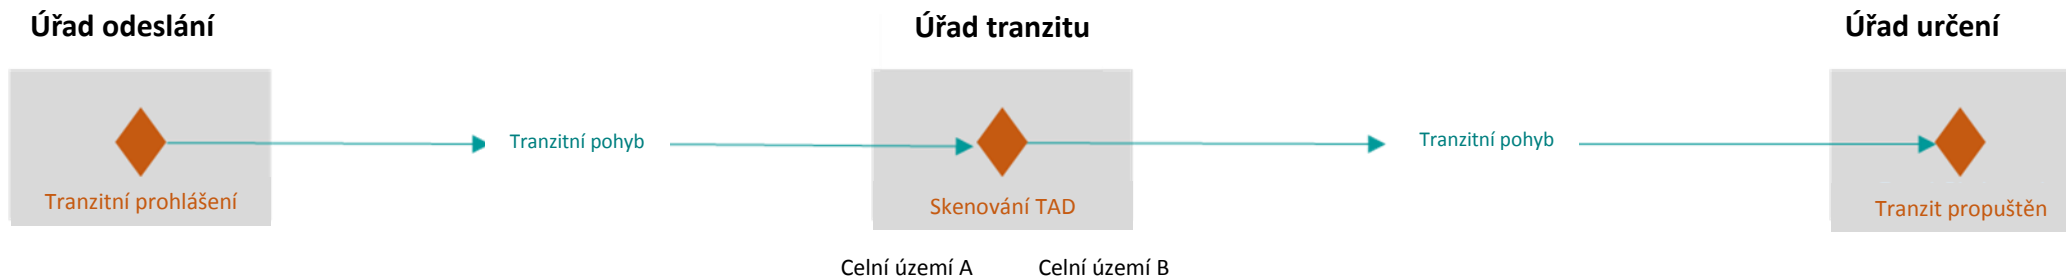 Úřad odeslání
Úřad tranzitu
Úřad určení
Tranzitní pohyb
Tranzitní pohyb
Tranzitní prohlášení
Skenování TAD
Tranzit propuštěn
Celní území A
Celní území B